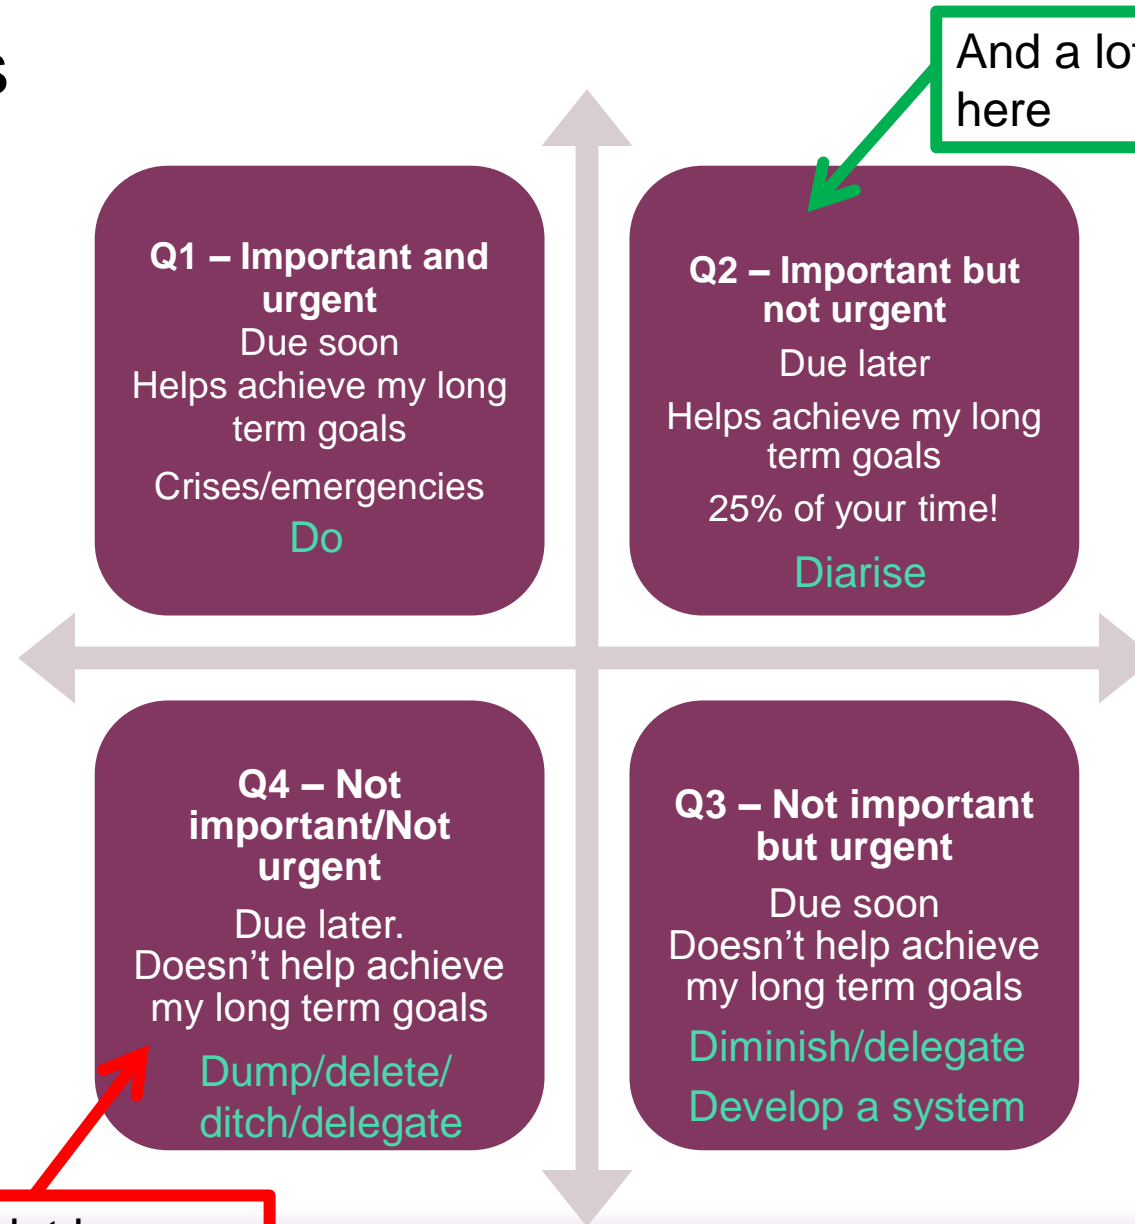 And a lot
here
Q1 – Important and
urgent
Due soon
Helps achieve my long
term goals
Crises/emergencies
Do
Q2 – Important but
not urgent
Due later
Helps achieve my long
term goals
25% of your time!
Diarise
Q4 – Not
important/Not
urgent
Due later.
Doesn’t help achieve
my long term goals
Dump/delete/
ditch/delegate
Q3 – Not important
but urgent
Due soon
Doesn’t help achieve
my long term goals
Diminish/delegate
Develop a system